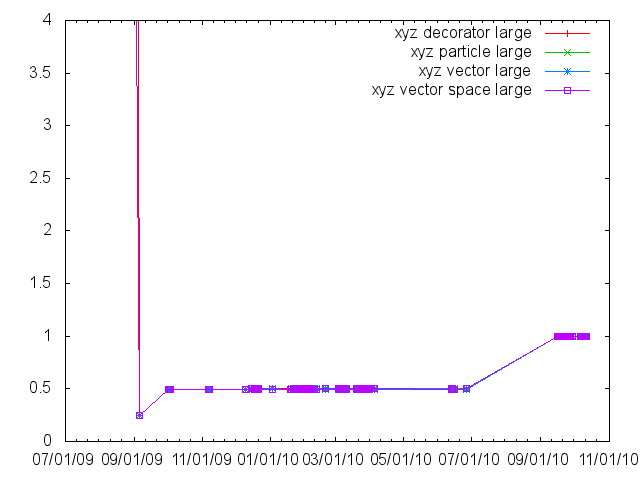 xyz decorator large
xyz particle large
xyz vector large
xyz vector space large
4
3.5
3
2.5
2
1.5
1
0.5
0
07/01/09 09/01/09 11/01/09 01/01/10 03/01/10 05/01/10 07/01/10 09/01/10 11/01/10